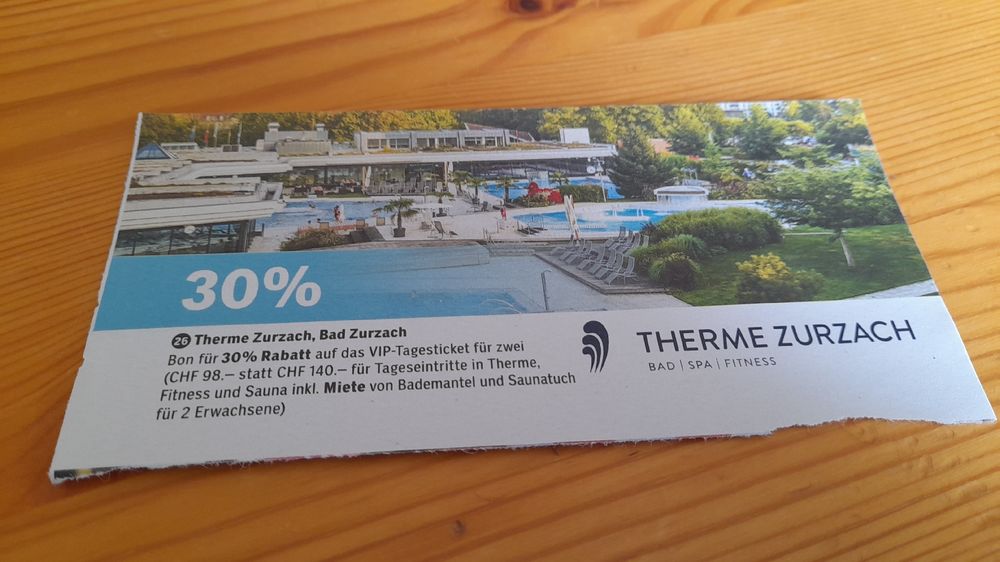 30%
26 Therme Zurzach, Bad Zurzach
Bon für 30% Rabatt auf das VIP-Tagesticket für zwei
(CHF 98.– statt CHF 140.– für Tageseintritte in Therme,
Fitness und Sauna inkl. Miete von Bademantel und Saunatuch
für 2 Erwachsene)
THERME ZURZACH
BAD | SPA | FITNESS